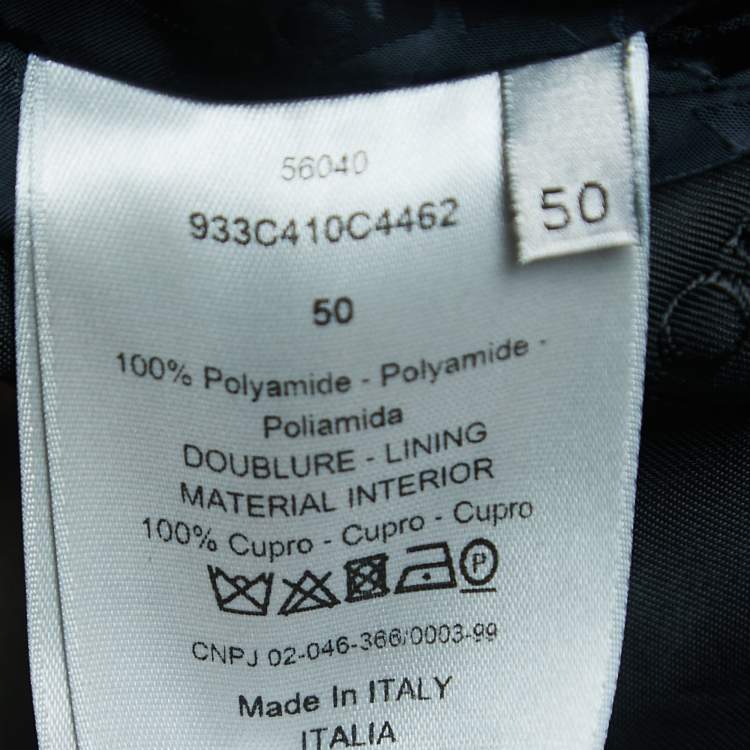 56040
933C410C4462
50
50
100% Polyamide - Polyamide -
Poliamida
DOUBLURE - LINING
MATERIAL INTERIOR
100% Cupro - Cupro - Cupro
P
CNPJ 02-046-366/0003-99
Made In ITALY
ITALIA